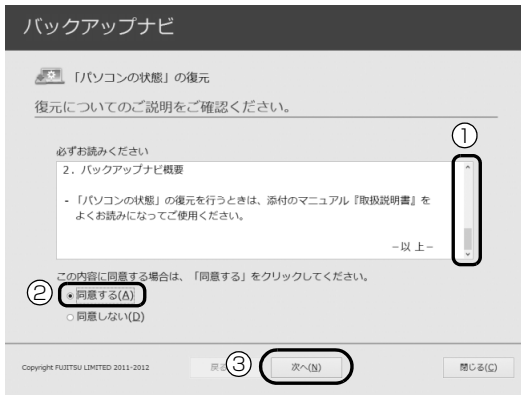 バックアップナビ
「パソコンの状態」の復元
復元についてのご説明をご確認ください。
①
必ずお読みください
2. バックアップナビ概要
- 「パソコンの状態」の復元を行うときは、添付のマニュアル『取扱説明書』を
よくお読みになってご使用ください。
－以 上－
この内容に同意する場合は、「同意する」をクリックしてください。
② 同意する(A)
同意しない(D)
Copyright FUJITSU LIMITED 2011-2012 ③ 次へ(N) 閉じる(C)